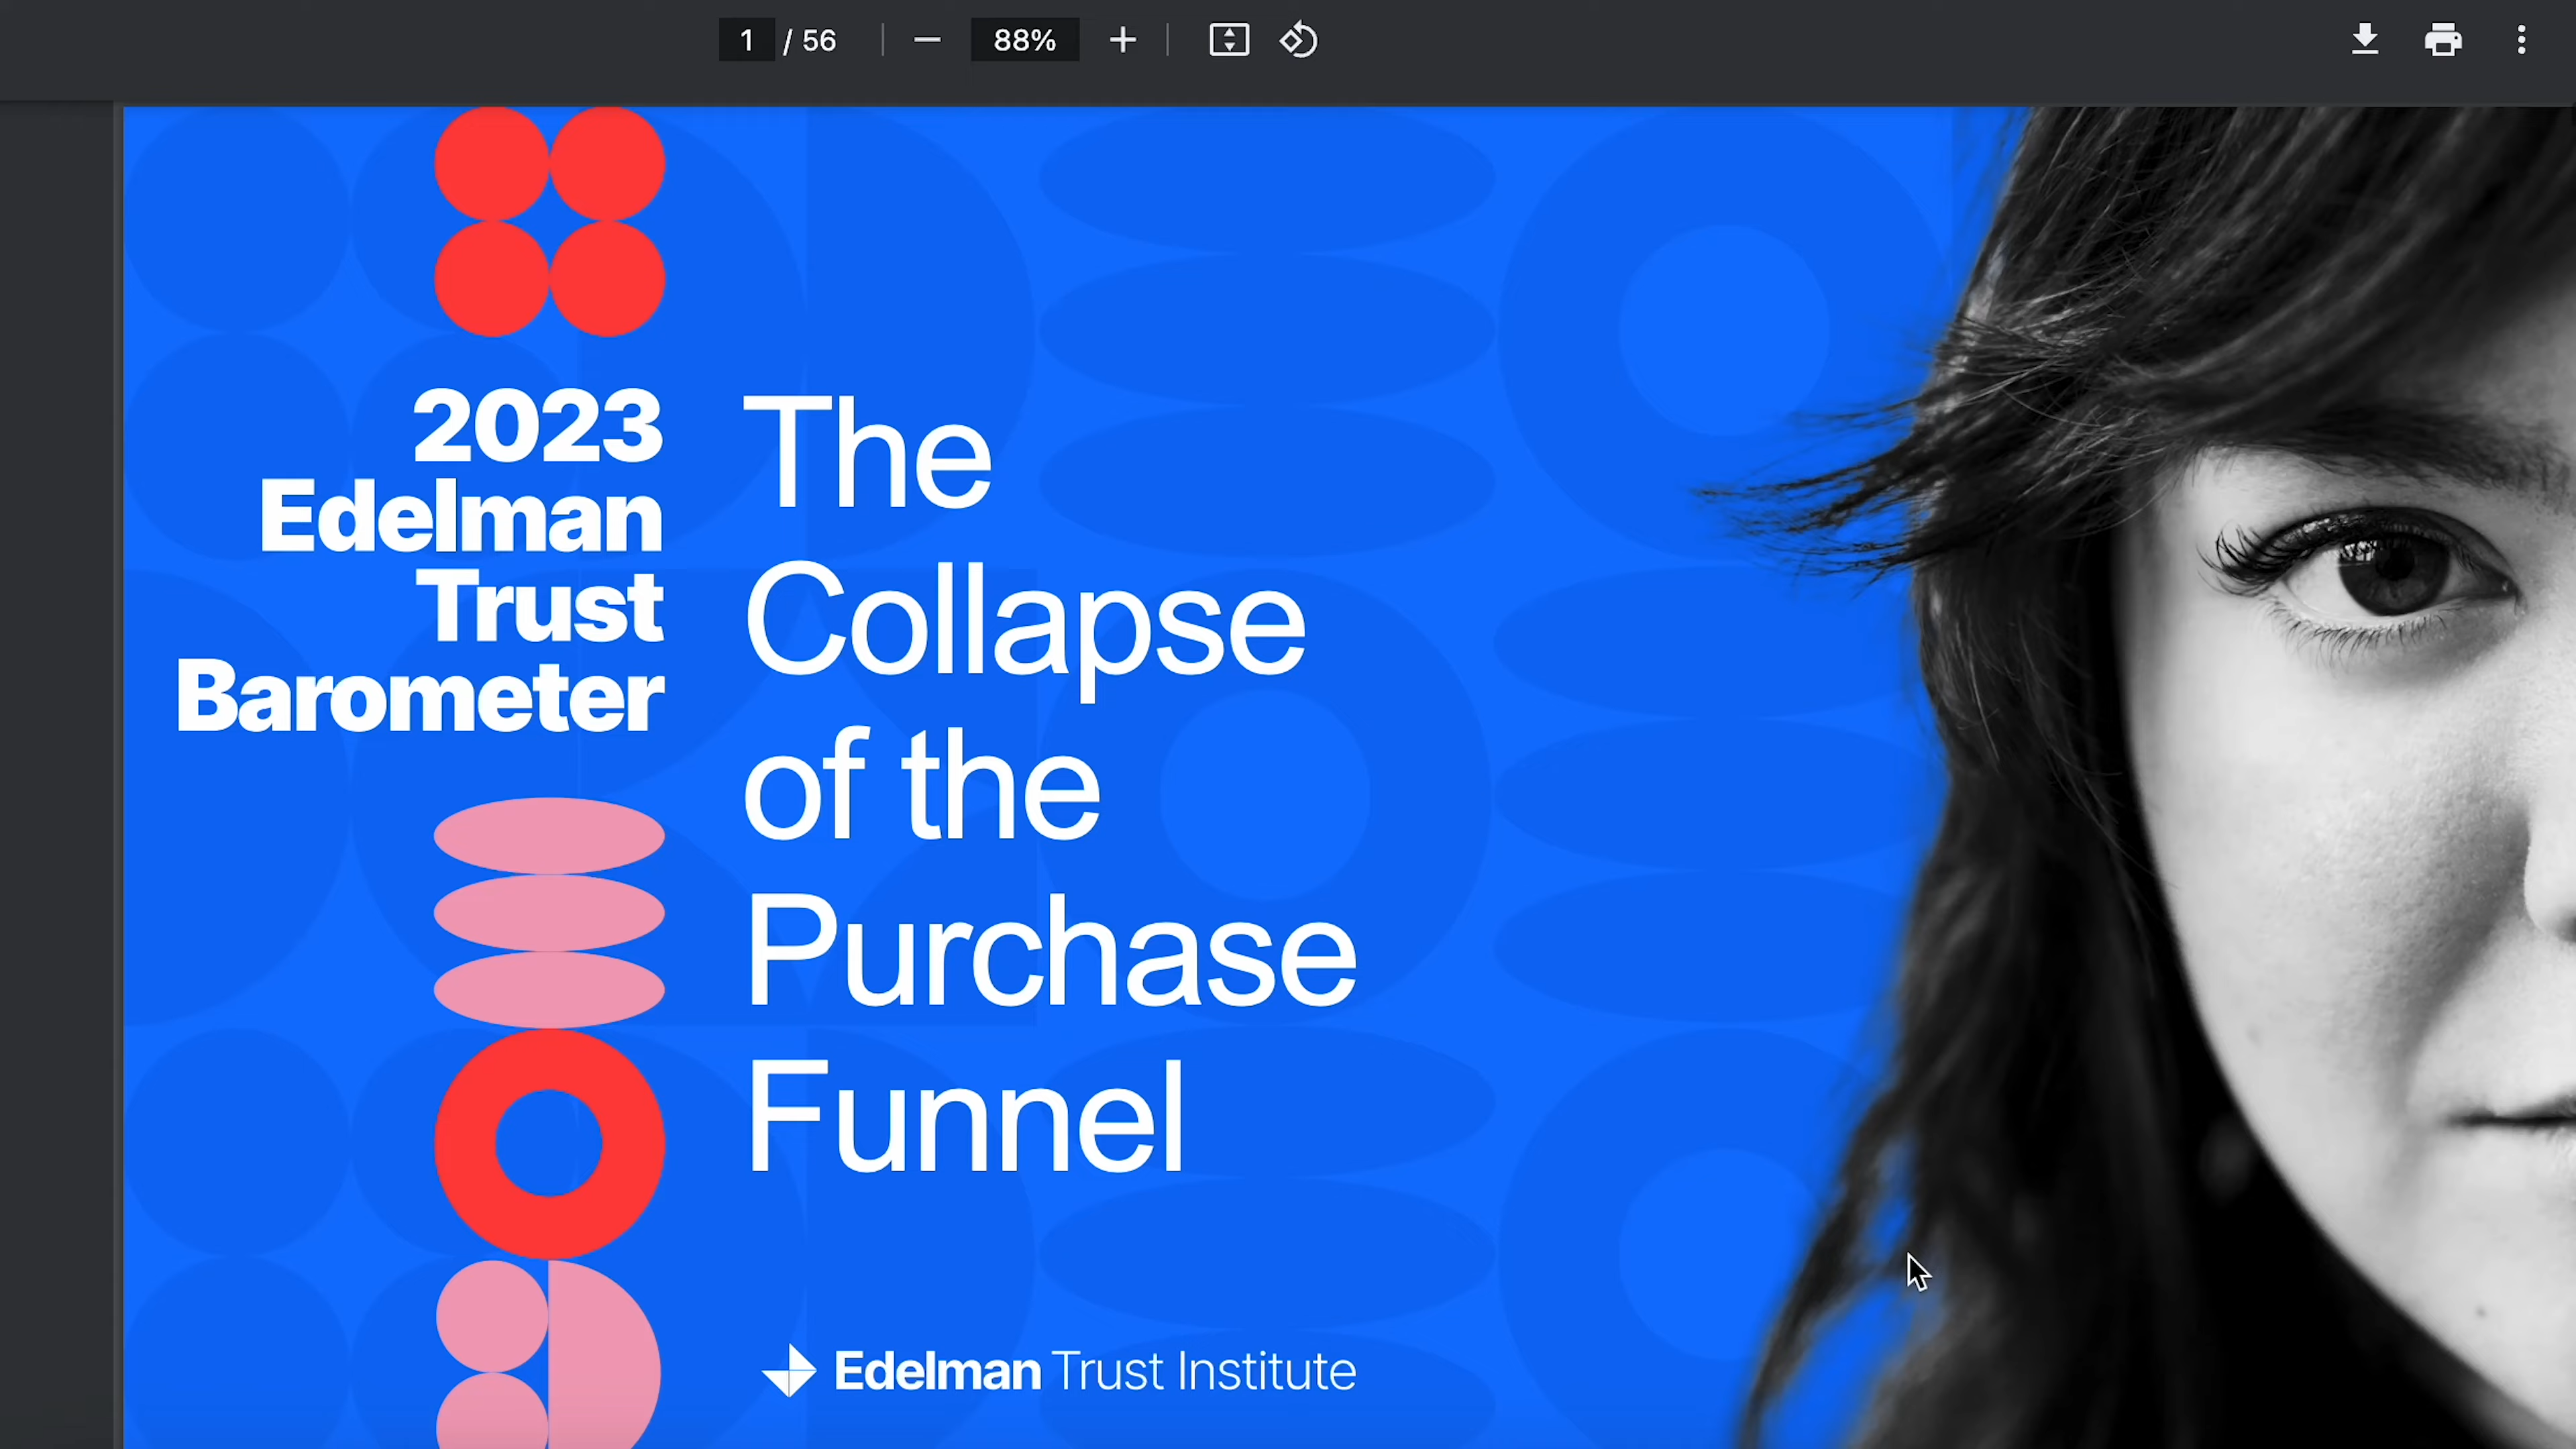 1 / 56 88%
2023
Edelman
Trust
Barometer
The
Collapse
of the
Purchase
Funnel
Edelman Trust Institute